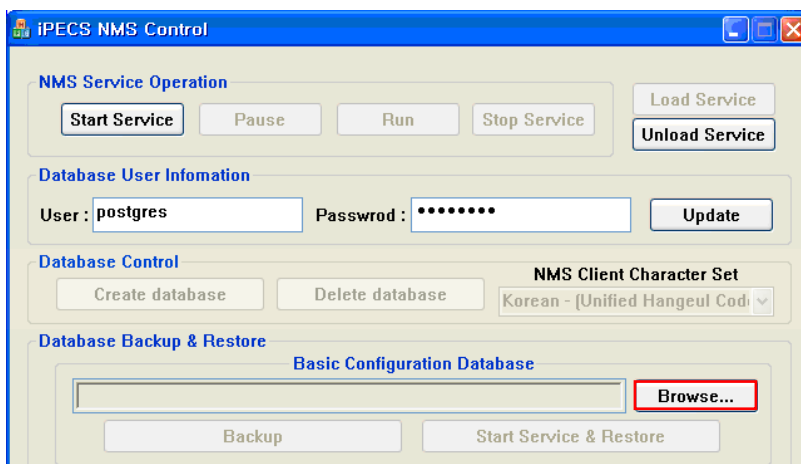 iPECS NMS Control
NMS Service Operation
Start Service Pause Run Stop Service
Load Service
Unload Service
Database User Infomation
User : postgres Passwrod : •••••••• Update
Database Control
Create database Delete database
NMS Client Character Set
Korean - (Unified Hangeul Cod
Database Backup & Restore
Basic Configuration Database
Browse...
Backup Start Service & Restore